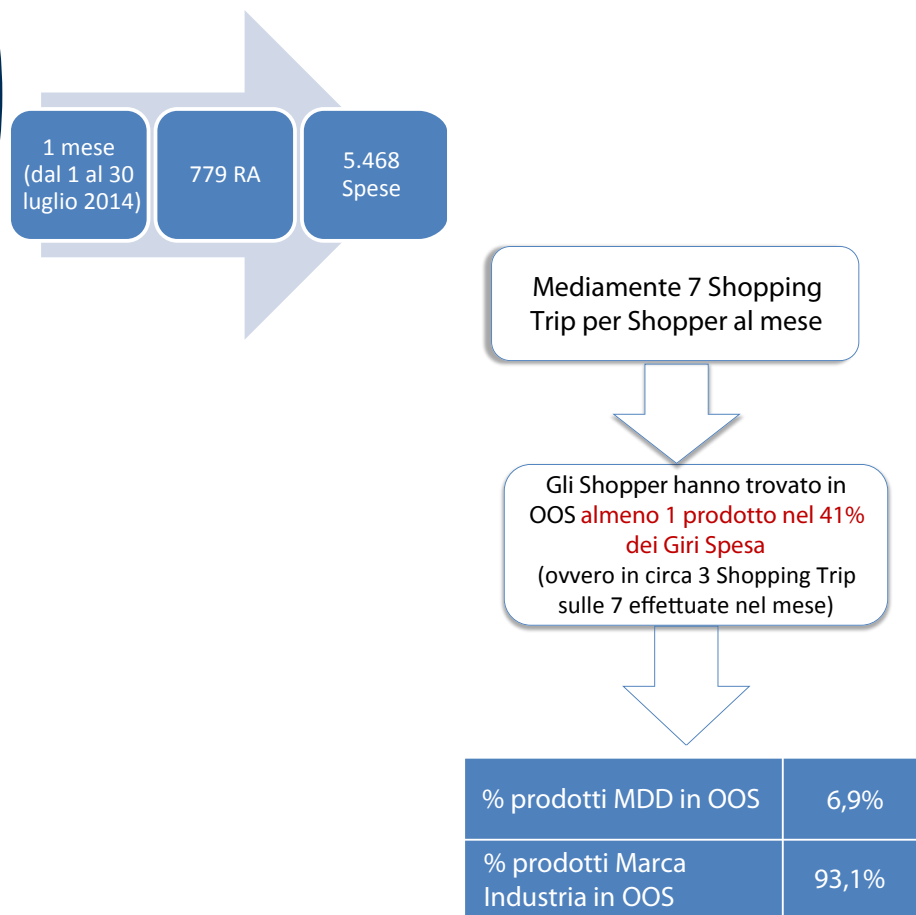 1 mese
(dal 1 al 30
luglio 2014)
779 RA
5.468
Spese
Mediamente 7 Shopping
Trip per Shopper al mese
Gli Shopper hanno trovato in
OOS almeno 1 prodotto nel 41%
dei Giri Spesa
(ovvero in circa 3 Shopping Trip
sulle 7 effettuate nel mese)
% prodotti MDD in OOS 6,9%
% prodotti Marca
Industria in OOS 93,1%